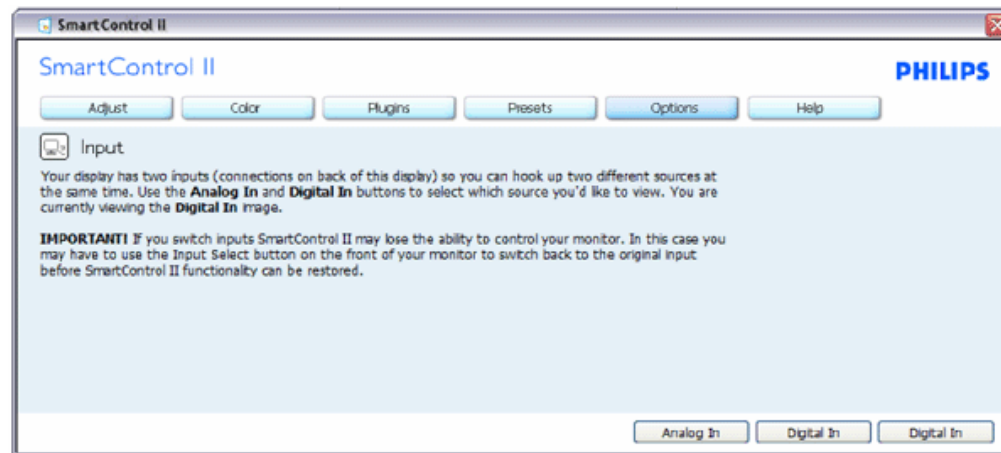 SmartControl II
SmartControl II
PHILIPS
Adjust Color Plugins Presets Options Help
Input
Your display has two inputs (connections on back of this display) so you can hook up two different sources at
the same time. Use the Analog In and Digital In buttons to select which source you'd like to view. You are
currently viewing the Digital In image.
IMPORTANT! If you switch inputs SmartControl II may lose the ability to control your monitor. In this case you
may have to use the Input Select button on the front of your monitor to switch back to the original input
before SmartControl II functionality can be restored.
Analog In Digital In Digital In